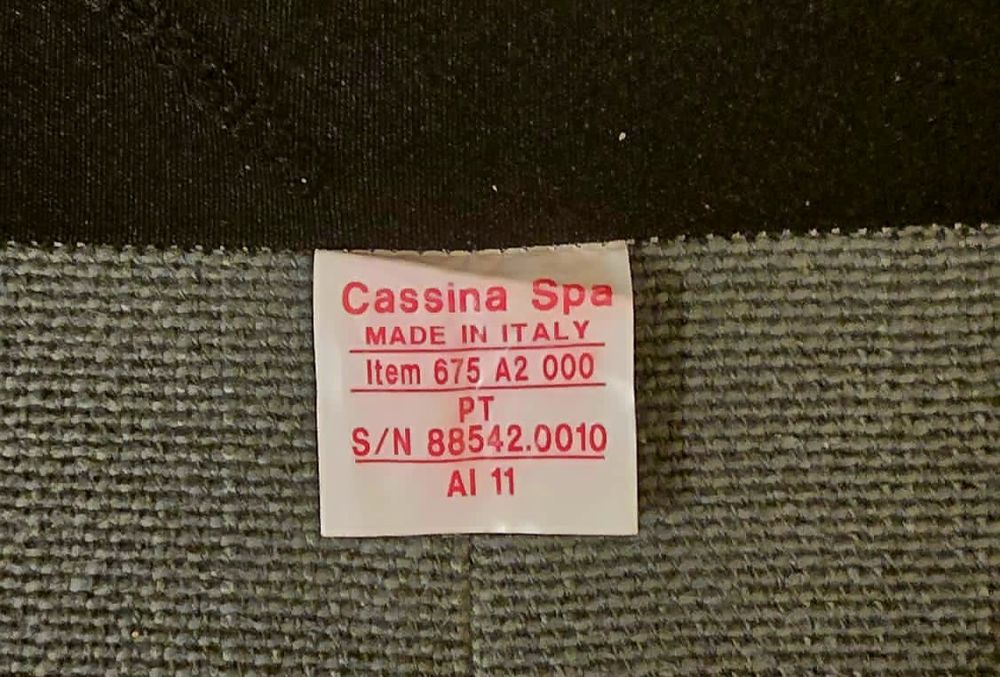 Cassina Spa
MADE IN ITALY
Item 675 A2 000
PT
S/N 88542.0010
AI 11